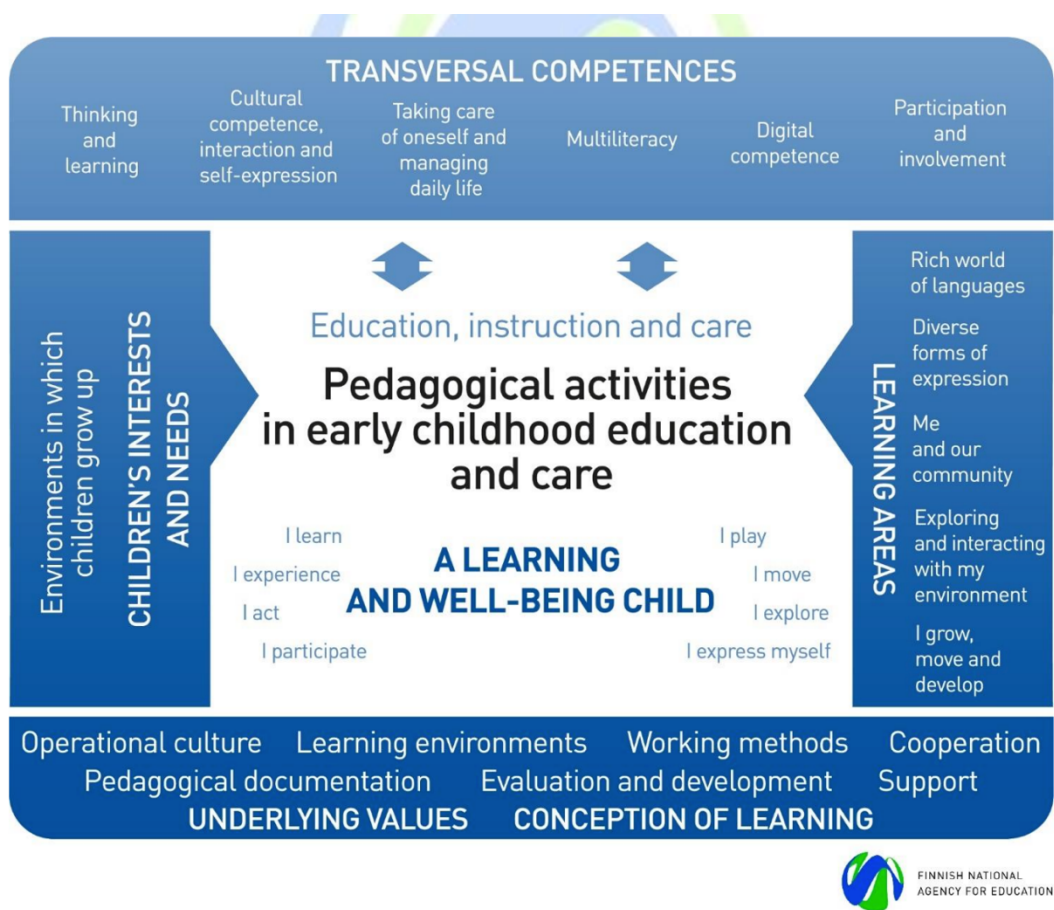 TRANSVERSAL COMPETENCES
Thinking
and
learning
Cultural
competence,
interaction and
self-expression
Taking care
of oneself and
managing
daily life
Multiliteracy
Digital
competence
Participation
and
involvement
Environments in which
children grow up
CHILDREN'S INTERESTS
AND NEEDS
Education, instruction and care
Pedagogical activities
in early childhood education
and care
I learn
I experience
I act
I participate
A LEARNING
AND WELL-BEING CHILD
I play
I move
I explore
I express myself
LEARNING AREAS
Rich world
of languages
Diverse
forms of
expression
Me
and our
community
Exploring
and interacting
with my
environment
I grow,
move and
develop
Operational culture Learning environments Working methods Cooperation
Pedagogical documentation Evaluation and development Support
UNDERLYING VALUES CONCEPTION OF LEARNING
FINNISH NATIONAL
AGENCY FOR EDUCATION